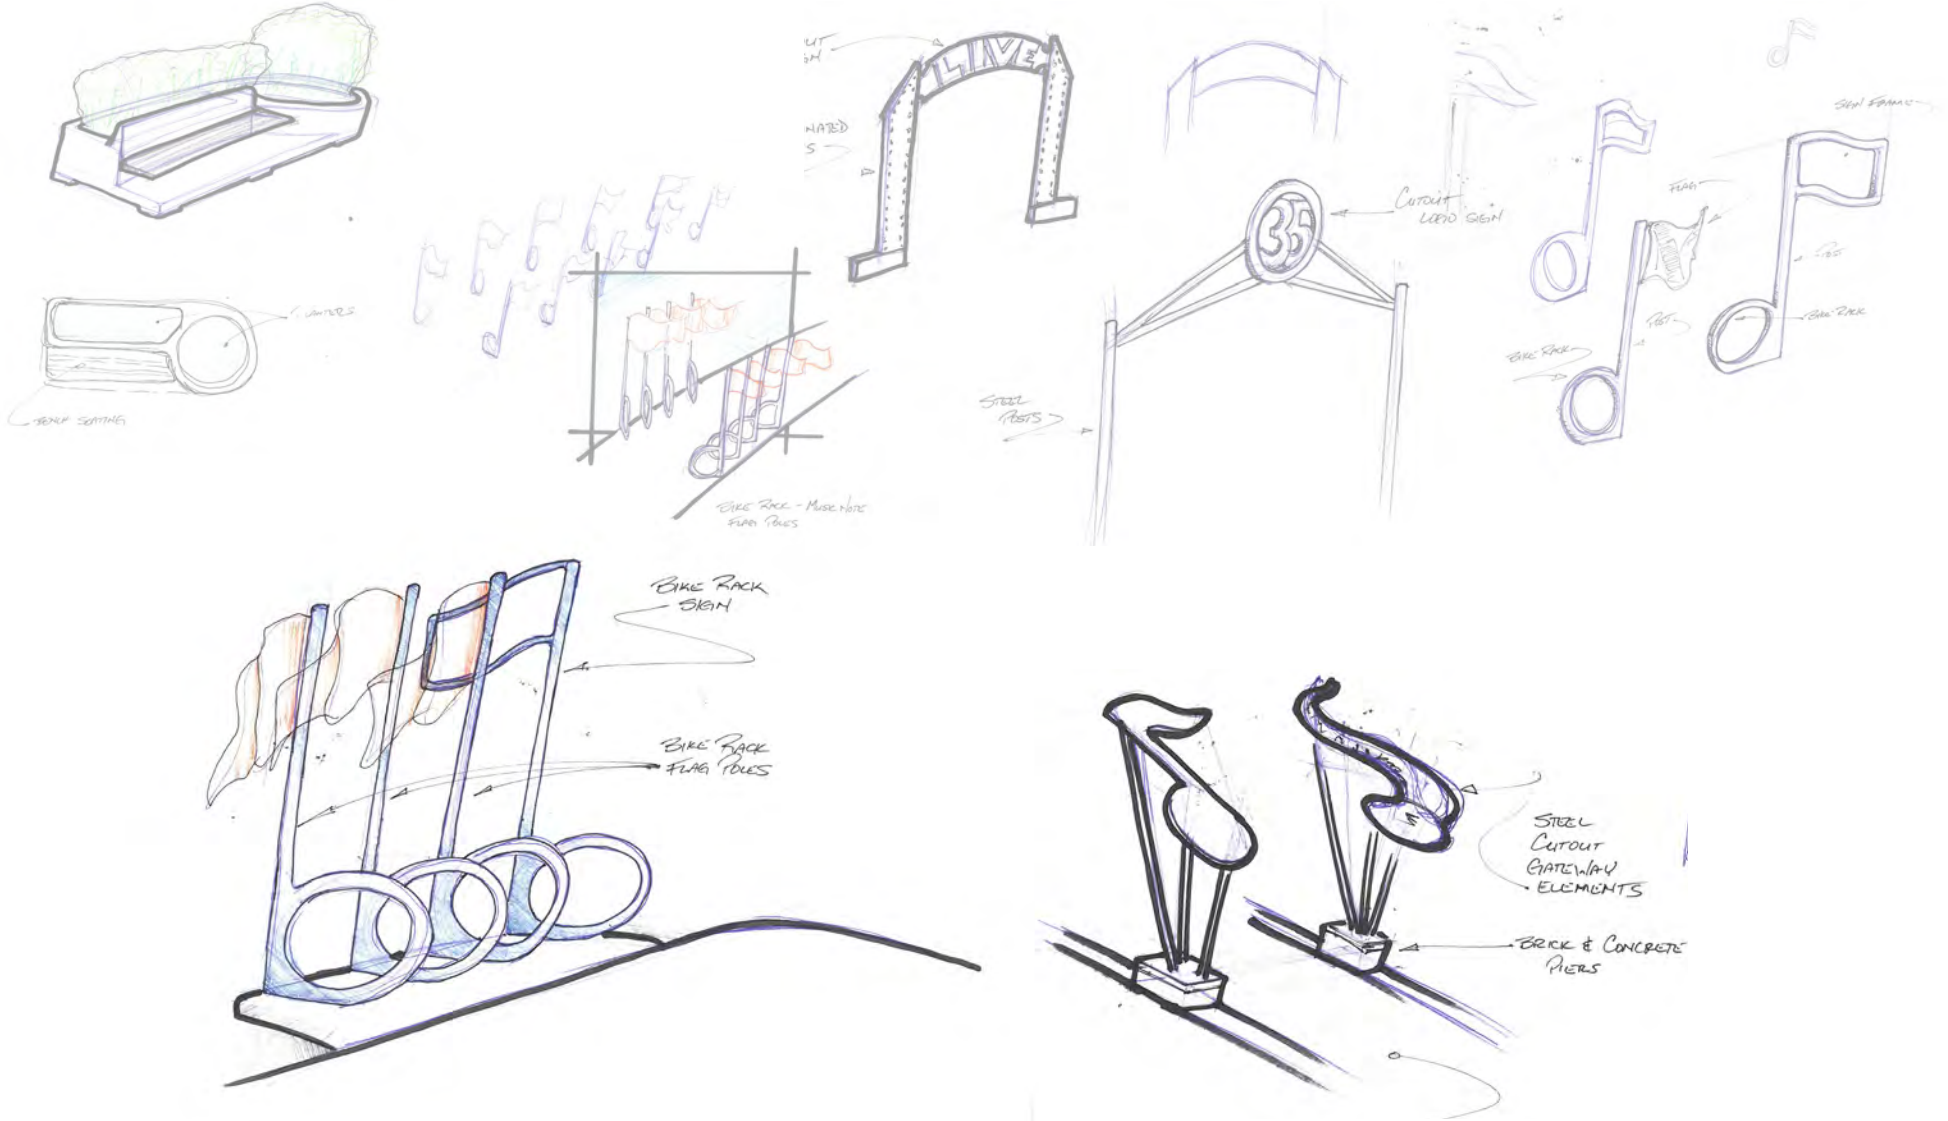 LIVE
35
CUTOUT
LOGO SIGN
SIGN FRAME
FLAG
POST
BIKE RACK
POST
BIKE RACK
STEEL
POSTS
PLANTERS
BENCH SEATING
BIKE RACK - MUSIC NOTE
FLAG POLES
BIKE RACK
SIGN
BIKE RACK
FLAG POLES
STEEL
CUTOUT
GATEWAY
ELEMENTS
BRICK & CONCRETE
PIERS